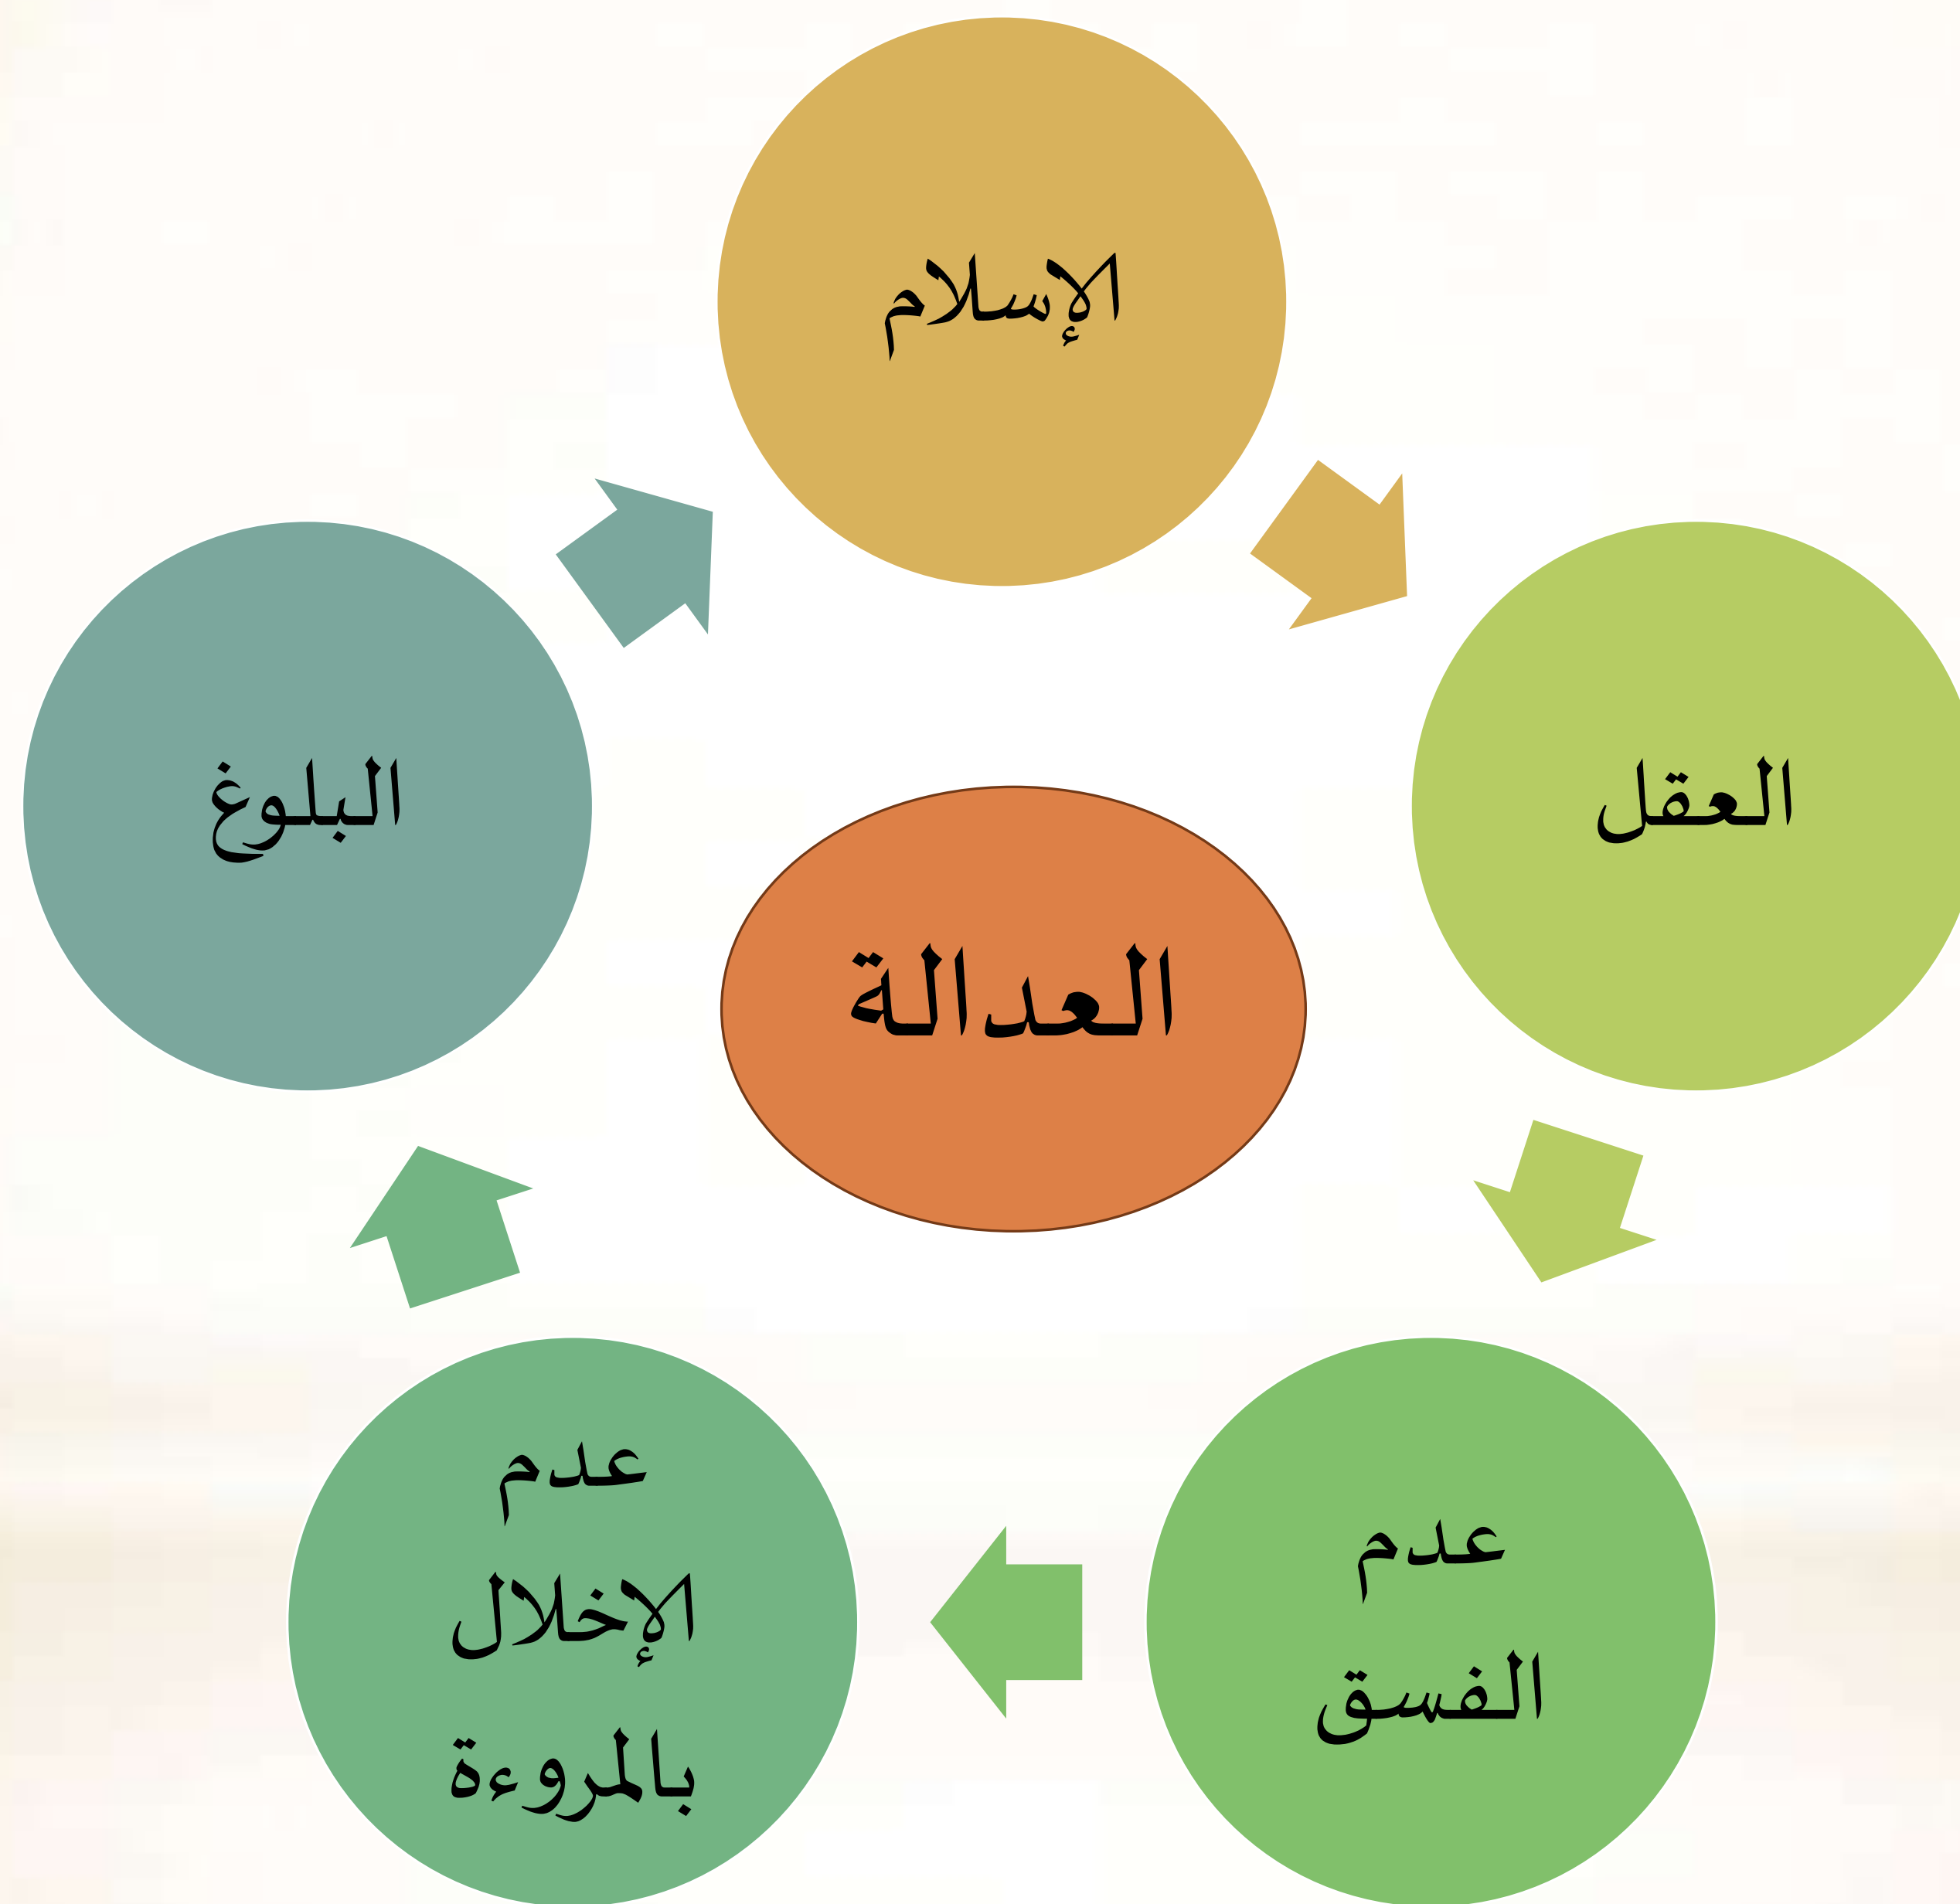 الإسلام
العقل
البلوغ
العدالة
عدم
الإخلال
بالمروءة
عدم
الفسق